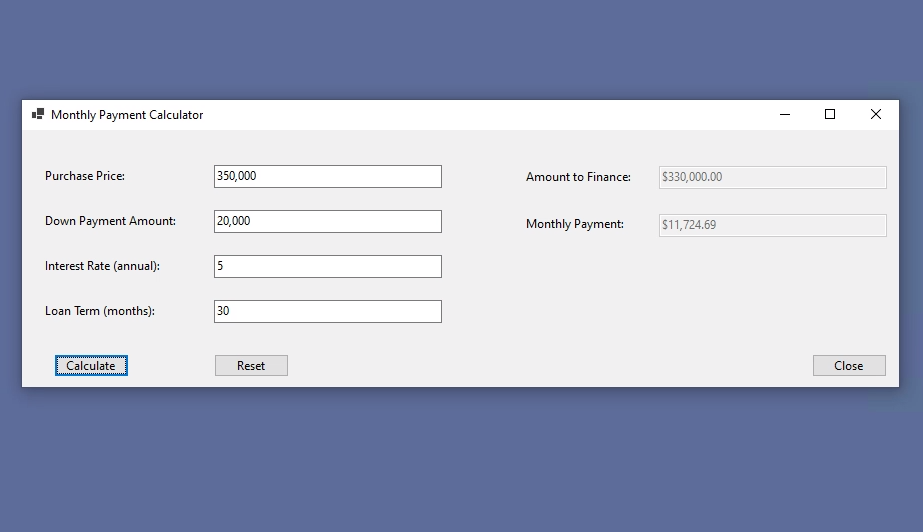 Monthly Payment Calculator
Purchase Price: 350,000
Amount to Finance: $330,000.00
Down Payment Amount: 20,000
Monthly Payment: $11,724.69
Interest Rate (annual): 5
Loan Term (months): 30
Calculate Reset Close